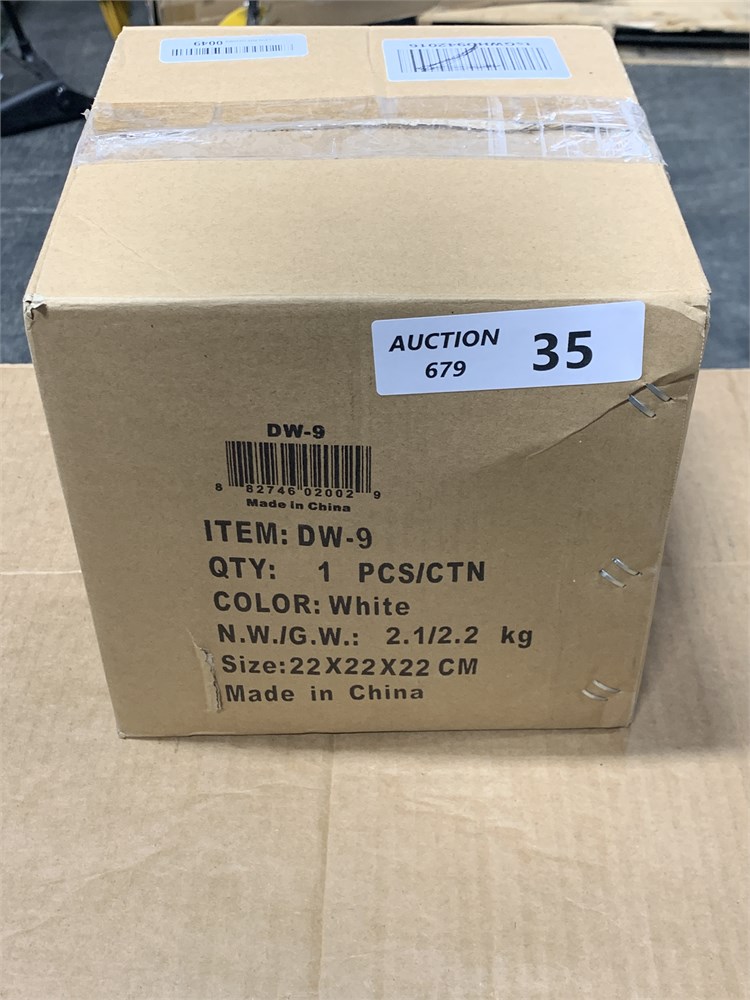 0049
AUCTION
679
35
DW-9
8 82746 02002 9
Made in China
ITEM: DW-9
QTY: 1 PCS/CTN
COLOR: White
N.W./G.W.: 2.1/2.2 kg
Size:22X22X22 CM
Made in China